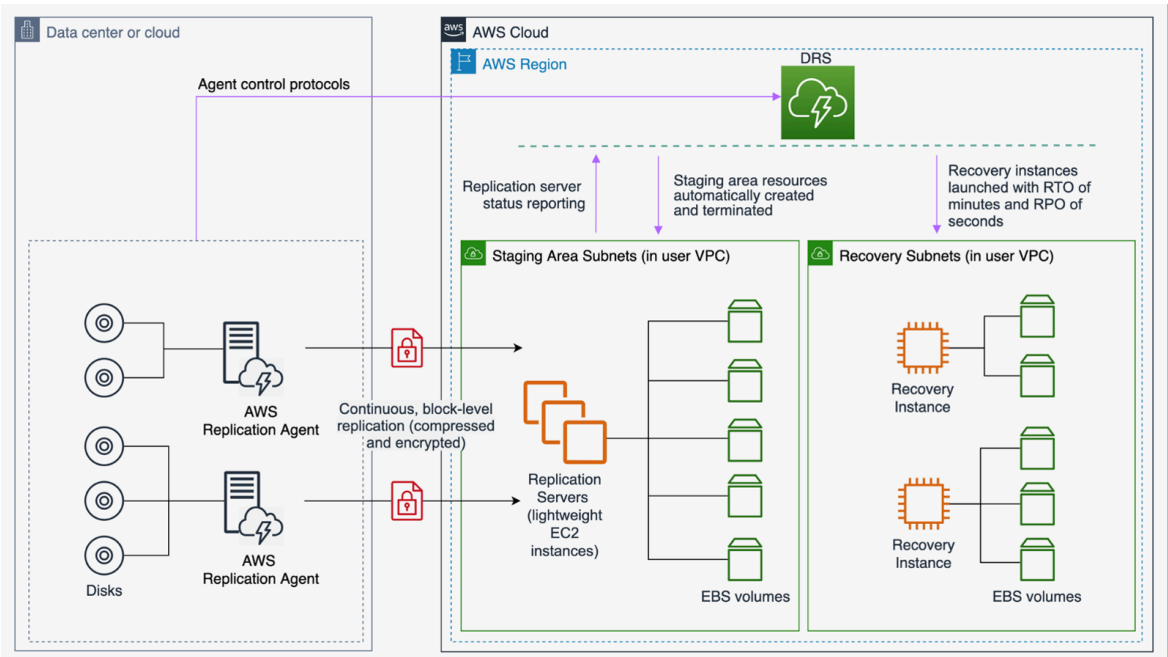 Data center or cloud
aws
AWS Cloud
AWS Region
DRS
Agent control protocols
Replication server
status reporting
Staging area resources
automatically created
and terminated
Recovery instances
launched with RTO of
minutes and RPO of
seconds
Staging Area Subnets (in user VPC)
Recovery Subnets (in user VPC)
AWS
Replication Agent
Continuous, block-level
replication (compressed
and encrypted)
AWS
Replication Agent
Disks
Replication
Servers
(lightweight
EC2
instances)
EBS volumes
Recovery
Instance
Recovery
Instance
EBS volumes